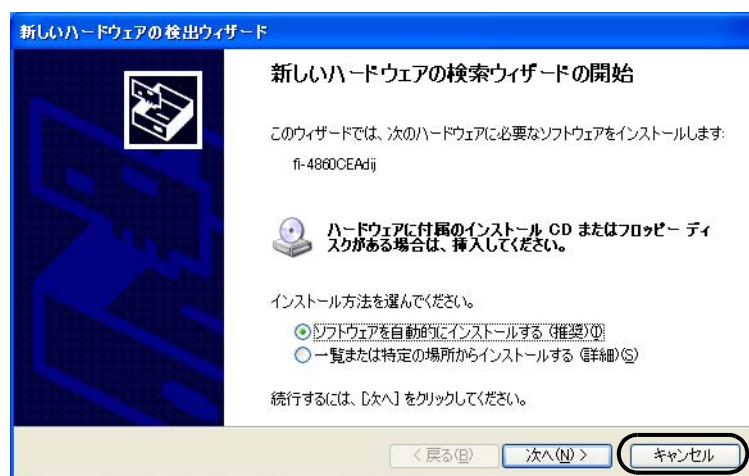 新しいハードウェアの検出ウィザード
新しいハードウェアの検索ウィザードの開始
このウィザードでは、次のハードウェアに必要なソフトウェアをインストールします:
fi-4860CEAdij
ハードウェアに付属のインストール CD またはフロッピー ディ
スクがある場合は、挿入してください。
インストール方法を選んでください。
ソフトウェアを自動的にインストールする (推奨)(I)
一覧または特定の場所からインストールする (詳細)(S)
続行するには、[次へ] をクリックしてください。
< 戻る(B) 次へ(N) > キャンセル